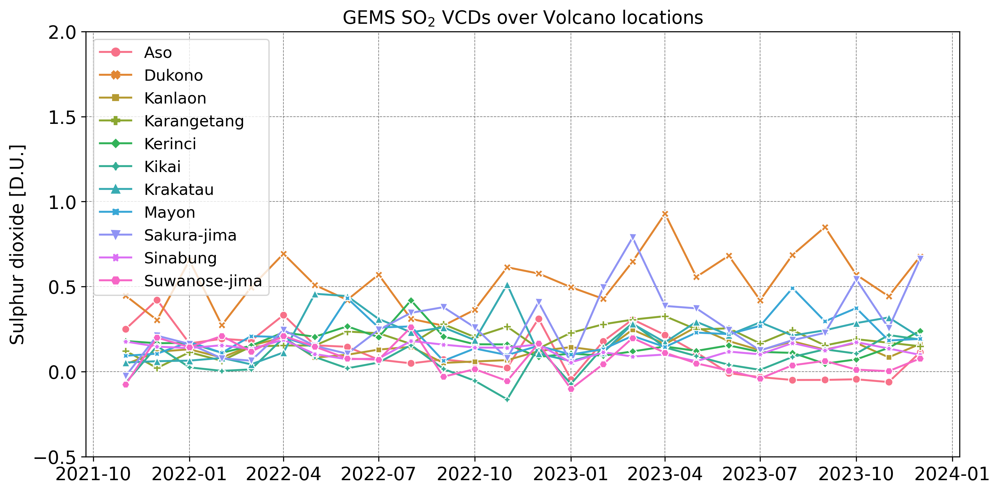 GEMS SO₂ VCDs over Volcano locations
Sulphur dioxide [D.U.]
2.0
1.5
1.0
0.5
0.0
−0.5
Aso
Dukono
Kanlaon
Karangetang
Kerinci
Kikai
Krakatau
Mayon
Sakura-jima
Sinabung
Suwanose-jima
2021-10 2022-01 2022-04 2022-07 2022-10 2023-01 2023-04 2023-07 2023-10 2024-01